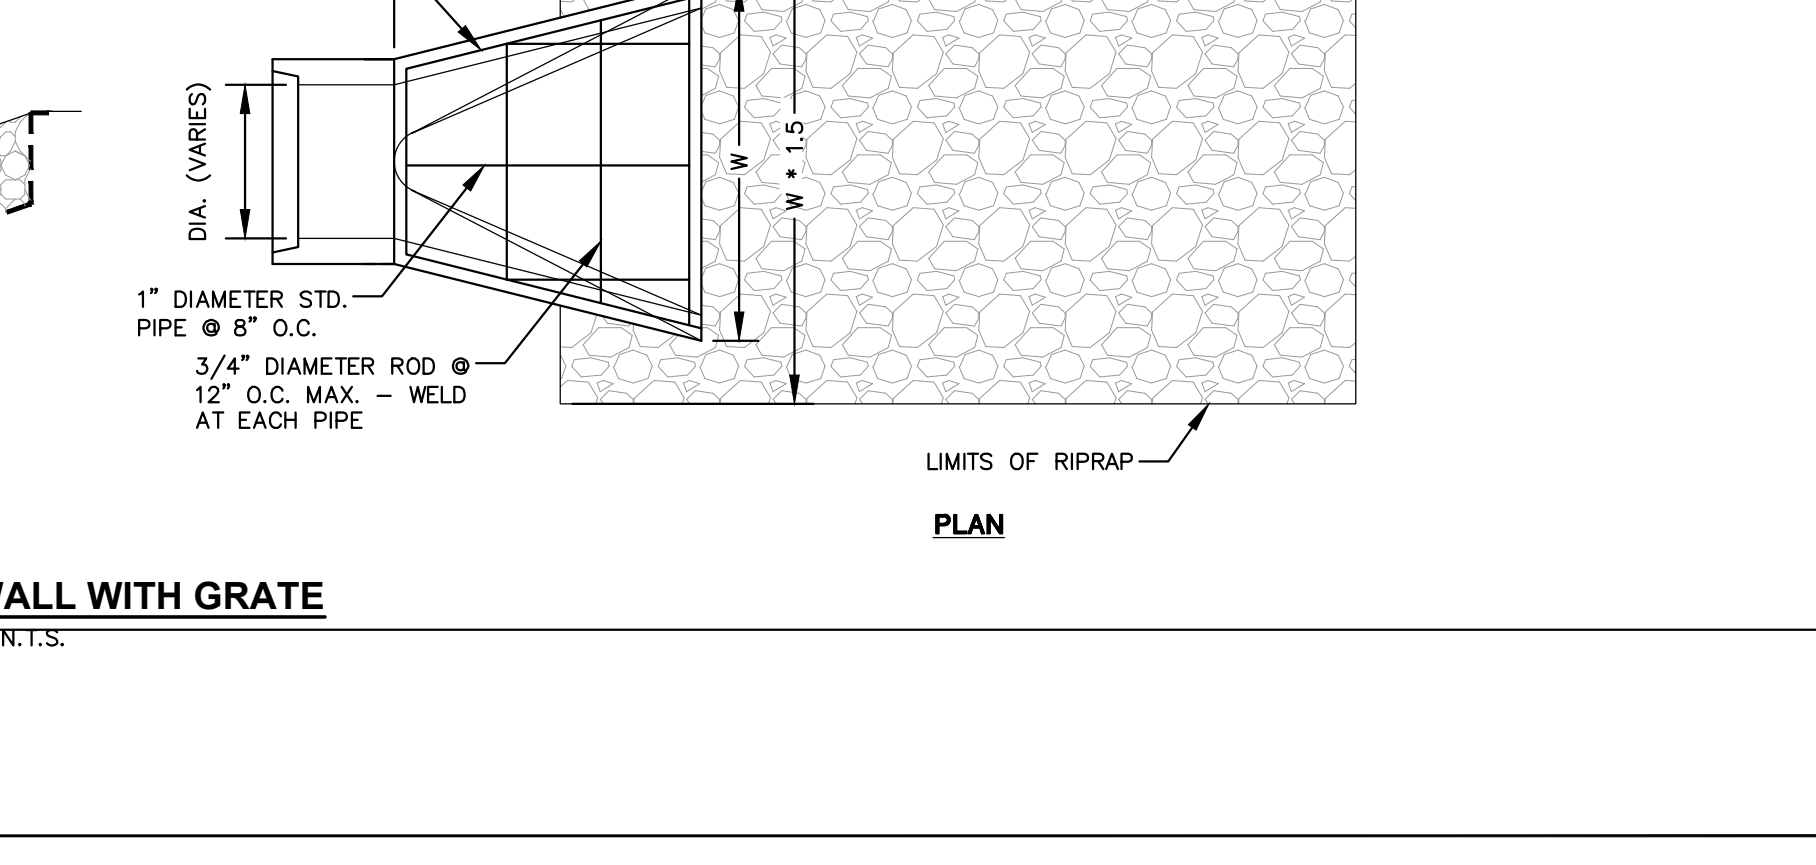 DIA. (VARIES)
W
W * 1.5
1” DIAMETER STD.
PIPE @ 8” O.C.
3/4” DIAMETER ROD @
12” O.C. MAX. – WELD
AT EACH PIPE
LIMITS OF RIPRAP
PLAN
WALL WITH GRATE
N.T.S.